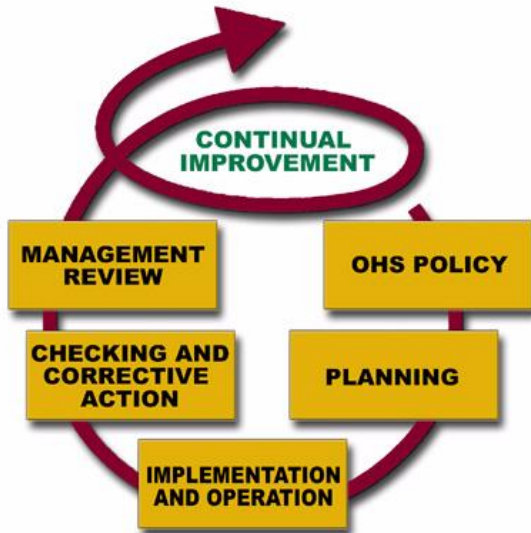 CONTINUAL
IMPROVEMENT
MANAGEMENT
REVIEW
OHS POLICY
CHECKING AND
CORRECTIVE
ACTION
PLANNING
IMPLEMENTATION
AND OPERATION